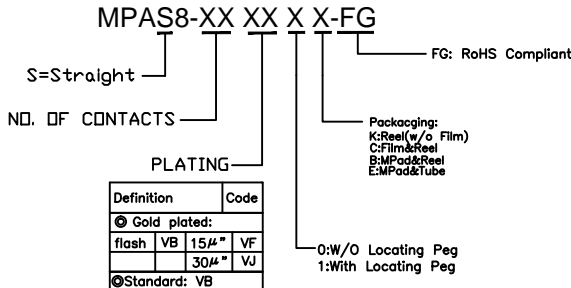 MPAS8-XX XX X X-FG
FG: RoHS Compliant
S=Straight
NO. OF CONTACTS
Packacging:
K:Reel(w/o Film)
C:Film&Reel
B:MPad&Reel
E:MPad&Tube
PLATING
Definition Code
◎ Gold plated:
flash VB 15µ" VF
30µ" VJ
◎Standard: VB
0:W/O Locating Peg
1:With Locating Peg